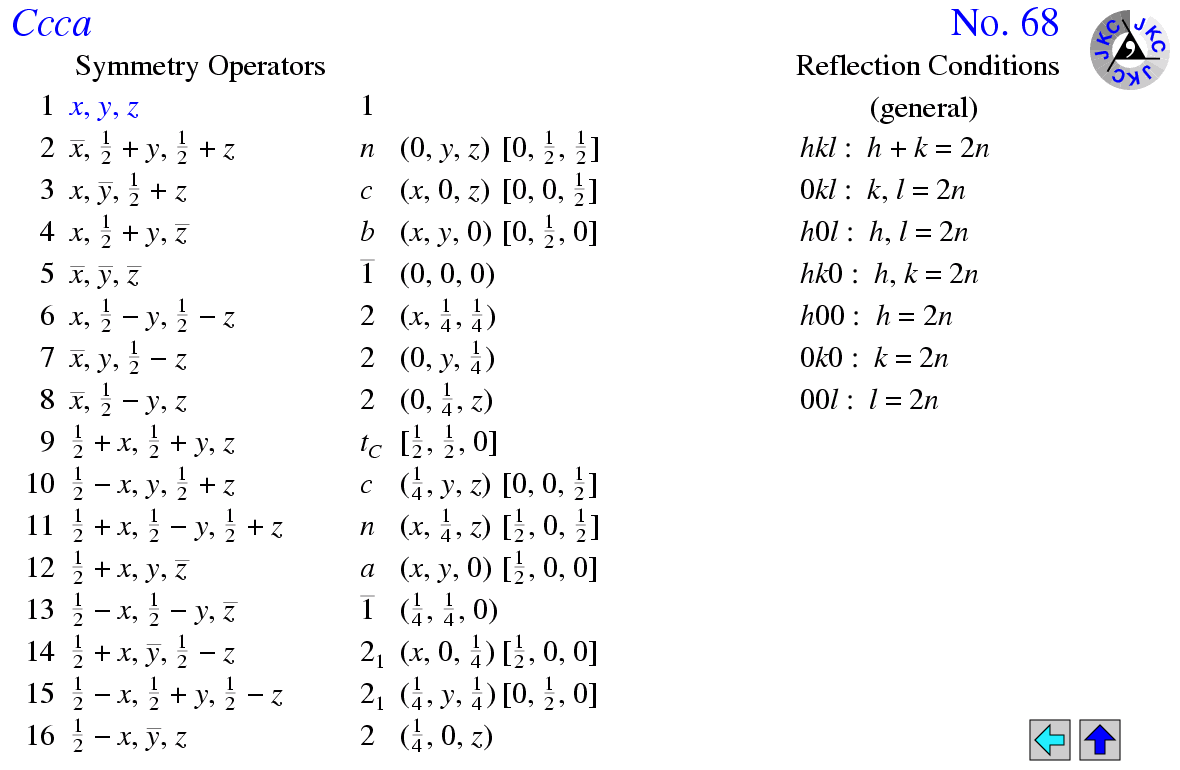 Ccca No. 68
JKC JKC JKC
Symmetry Operators Reflection Conditions
1 x, y, z 1 (general)
2 x̅, 1/2 + y, 1/2 + z n (0, y, z) [0, 1/2, 1/2] hkl : h + k = 2n
3 x, y̅, 1/2 + z c (x, 0, z) [0, 0, 1/2] 0kl : k, l = 2n
4 x, 1/2 + y, z̅ b (x, y, 0) [0, 1/2, 0] h0l : h, l = 2n
5 x̅, y̅, z̅ 1̅ (0, 0, 0) hk0 : h, k = 2n
6 x, 1/2 − y, 1/2 − z 2 (x, 1/4, 1/4) h00 : h = 2n
7 x̅, y, 1/2 − z 2 (0, y, 1/4) 0k0 : k = 2n
8 x̅, 1/2 − y, z 2 (0, 1/4, z) 00l : l = 2n
9 1/2 + x, 1/2 + y, z t_C [1/2, 1/2, 0]
10 1/2 − x, y, 1/2 + z c (1/4, y, z) [0, 0, 1/2]
11 1/2 + x, 1/2 − y, 1/2 + z n (x, 1/4, z) [1/2, 0, 1/2]
12 1/2 + x, y, z̅ a (x, y, 0) [1/2, 0, 0]
13 1/2 − x, 1/2 − y, z̅ 1̅ (1/4, 1/4, 0)
14 1/2 + x, y̅, 1/2 − z 2₁ (x, 0, 1/4) [1/2, 0, 0]
15 1/2 − x, 1/2 + y, 1/2 − z 2₁ (1/4, y, 1/4) [0, 1/2, 0]
16 1/2 − x, y̅, z 2 (1/4, 0, z)